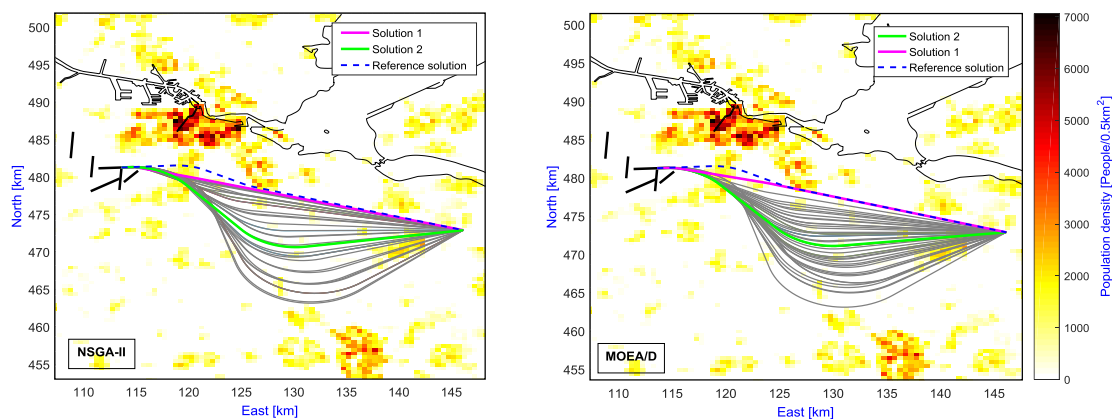 502
500
495
490
485
480
475
470
465
460
455
North [km]
Solution 1
Solution 2
Reference solution
NSGA-II
110 115 120 125 130 135 140 145
East [km]
500
495
490
485
480
475
470
465
460
455
North [km]
Solution 2
Solution 1
Reference solution
MOEA/D
110 115 120 125 130 135 140 145
East [km]
7000
6000
5000
4000
3000
2000
1000
0
Population density [People/0.5km²]